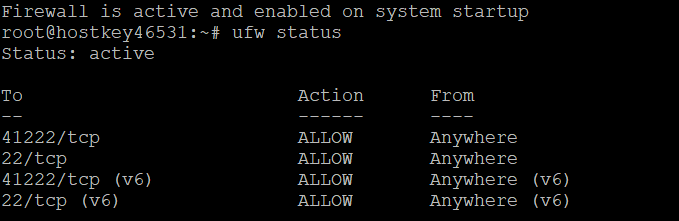 Firewall is active and enabled on system startup
root@hostkey46531:~# ufw status
Status: active
To                         Action      From
--                         ------      ----
41222/tcp                  ALLOW       Anywhere
22/tcp                     ALLOW       Anywhere
41222/tcp (v6)             ALLOW       Anywhere (v6)
22/tcp (v6)                ALLOW       Anywhere (v6)